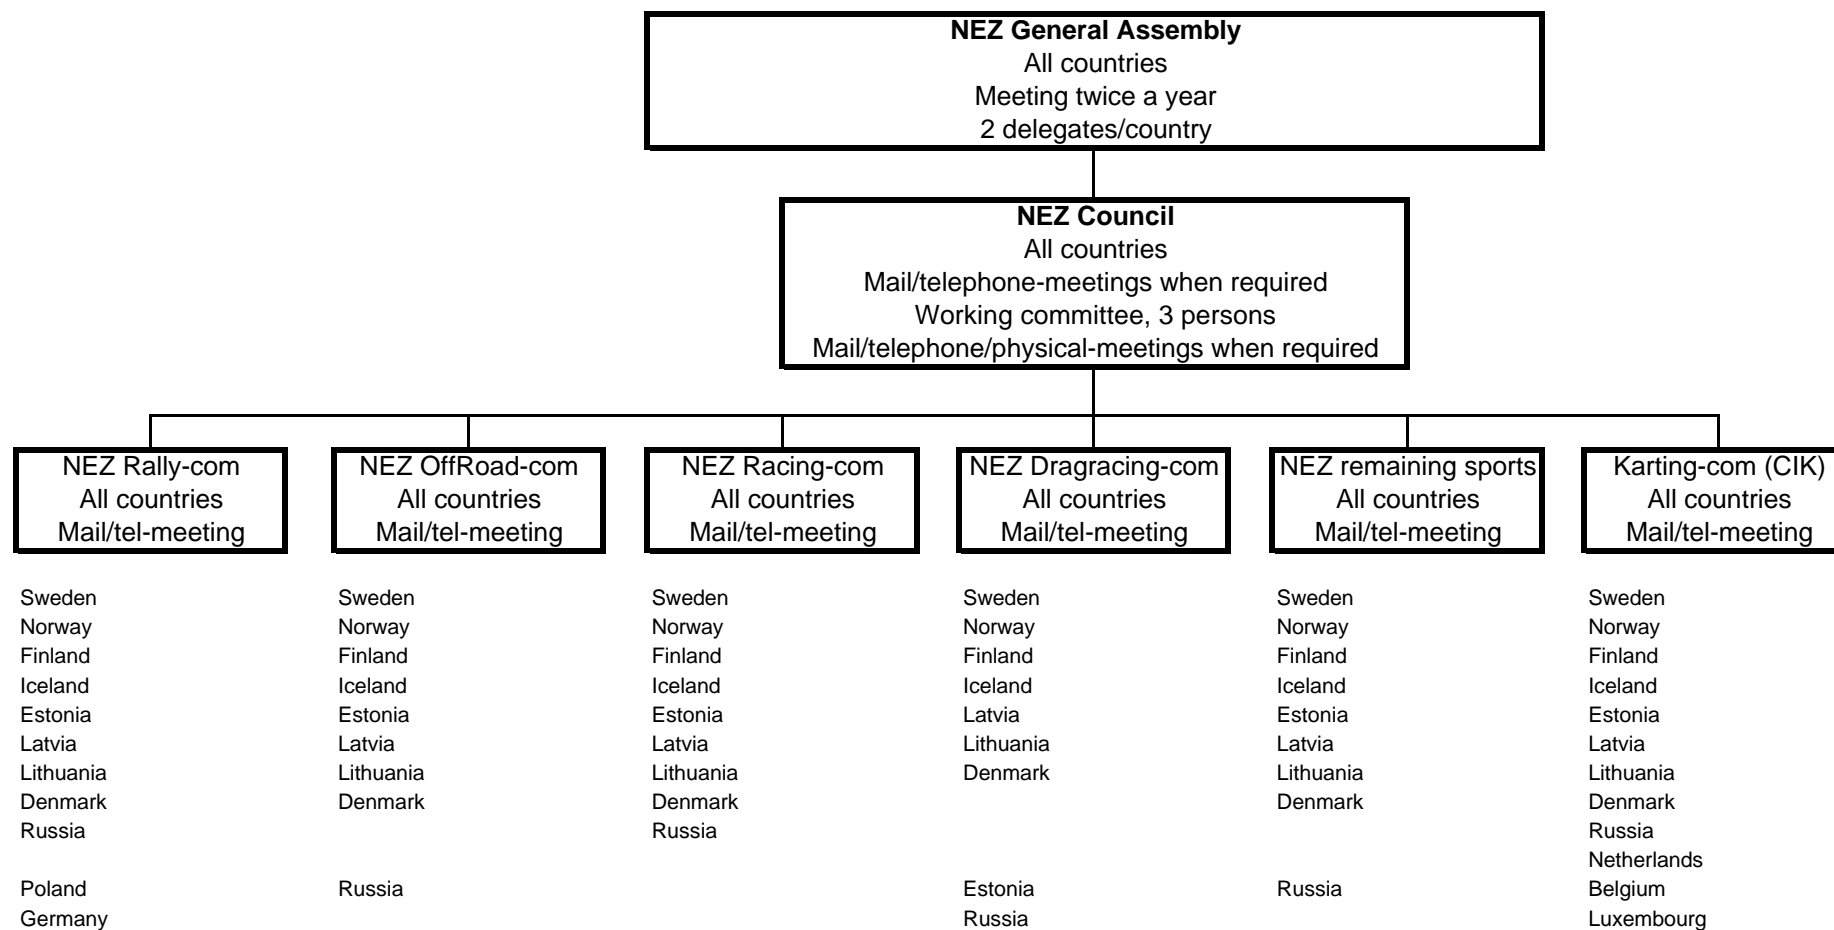 NEZ General Assembly
All countries
Meeting twice a year
2 delegates/country
NEZ Council
All countries
Mail/telephone-meetings when required
Working committee, 3 persons
Mail/telephone/physical-meetings when required
NEZ Rally-com
All countries
Mail/tel-meeting
NEZ OffRoad-com
All countries
Mail/tel-meeting
NEZ Racing-com
All countries
Mail/tel-meeting
NEZ Dragracing-com
All countries
Mail/tel-meeting
NEZ remaining sports
All countries
Mail/tel-meeting
Karting-com (CIK)
All countries
Mail/tel-meeting
Sweden
Norway
Finland
Iceland
Estonia
Latvia
Lithuania
Denmark
Russia
Poland
Germany
Sweden
Norway
Finland
Iceland
Estonia
Latvia
Lithuania
Denmark
Russia
Sweden
Norway
Finland
Iceland
Estonia
Latvia
Lithuania
Denmark
Russia
Sweden
Norway
Finland
Iceland
Latvia
Lithuania
Denmark
Estonia
Russia
Sweden
Norway
Finland
Iceland
Estonia
Latvia
Lithuania
Denmark
Russia
Sweden
Norway
Finland
Iceland
Estonia
Latvia
Lithuania
Denmark
Russia
Netherlands
Belgium
Luxembourg